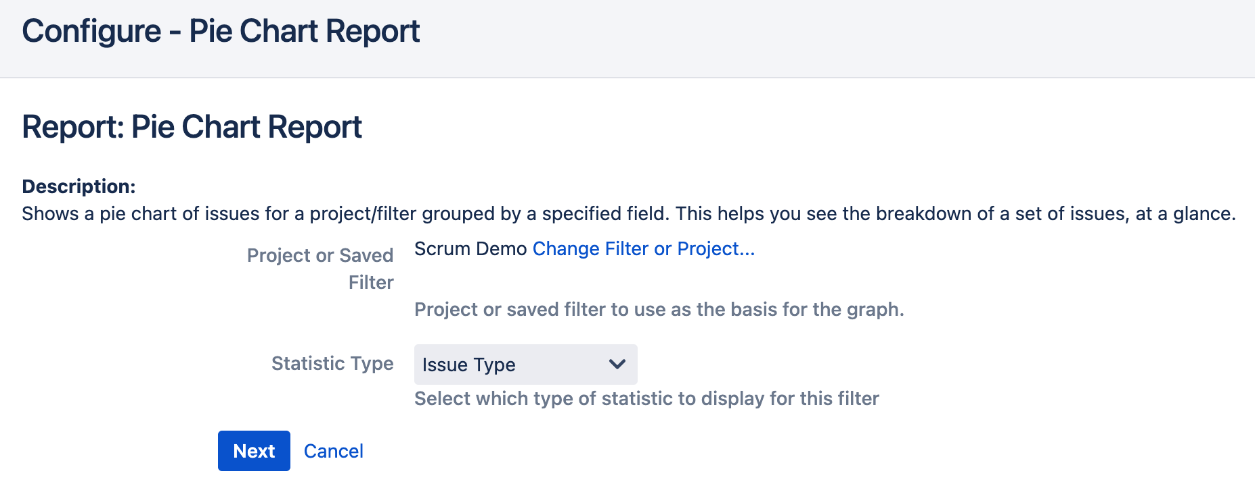 Configure - Pie Chart Report
Report: Pie Chart Report
Description:
Shows a pie chart of issues for a project/filter grouped by a specified field. This helps you see the breakdown of a set of issues, at a glance.
Project or Saved
Filter
Scrum Demo Change Filter or Project...
Project or saved filter to use as the basis for the graph.
Statistic Type
Issue Type
Select which type of statistic to display for this filter
Next Cancel